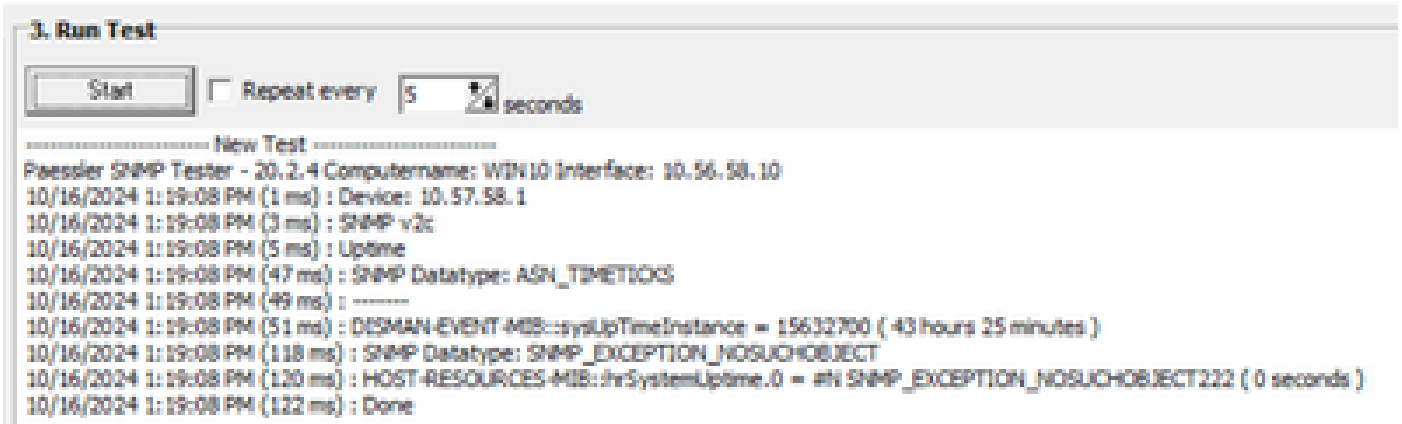 3. Run Test
Start Repeat every 5 seconds
-------------------------- New Test --------------------------
Paessler SNMP Tester - 20.2.4 Computername: WIN10 Interface: 10.56.58.10
10/16/2024 1:19:08 PM (1 ms) : Device: 10.57.58.1
10/16/2024 1:19:08 PM (3 ms) : SNMP v2c
10/16/2024 1:19:08 PM (5 ms) : Uptime
10/16/2024 1:19:08 PM (47 ms) : SNMP Datatype: ASN_TIMETICKS
10/16/2024 1:19:08 PM (49 ms) : -------
10/16/2024 1:19:08 PM (51 ms) : DISMAN-EVENT-MIB::sysUpTimeInstance = 15632700 ( 43 hours 25 minutes )
10/16/2024 1:19:08 PM (118 ms) : SNMP Datatype: SNMP_EXCEPTION_NOSUCHOBJECT
10/16/2024 1:19:08 PM (120 ms) : HOST-RESOURCES-MIB::hrSystemUptime.0 = #N SNMP_EXCEPTION_NOSUCHOBJECT222 ( 0 seconds )
10/16/2024 1:19:08 PM (122 ms) : Done